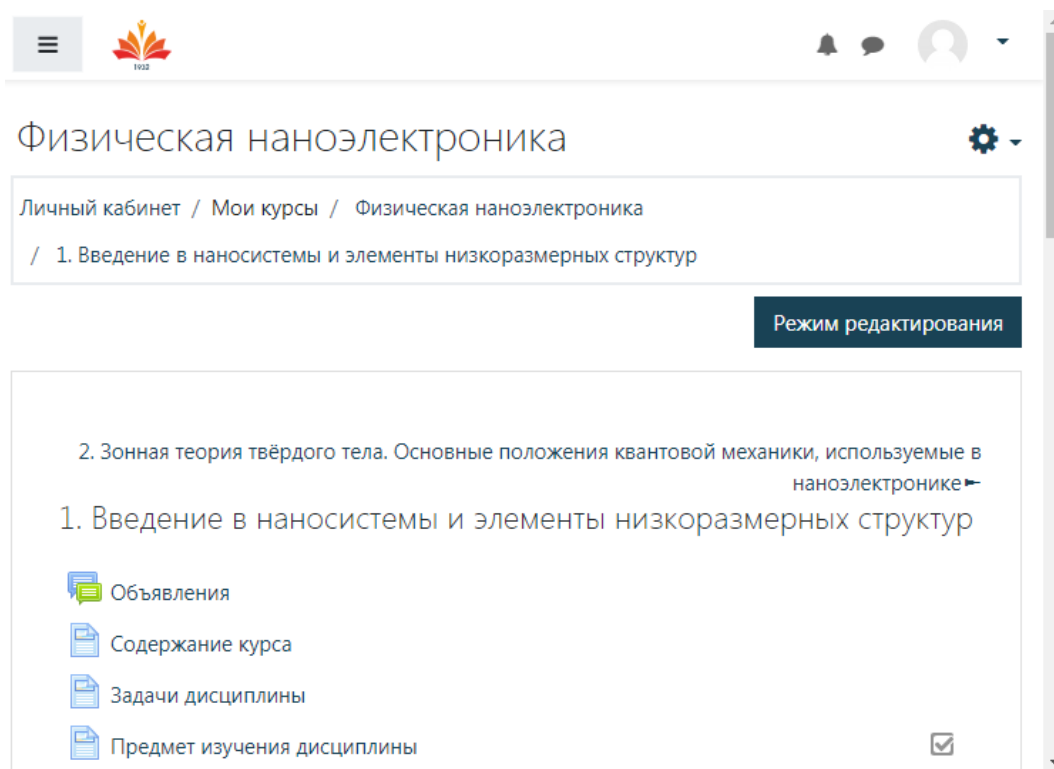 1932
Физическая наноэлектроника
Личный кабинет / Мои курсы / Физическая наноэлектроника
/ 1. Введение в наносистемы и элементы низкоразмерных структур
Режим редактирования
2. Зонная теория твёрдого тела. Основные положения квантовой механики, используемые в
наноэлектронике
1. Введение в наносистемы и элементы низкоразмерных структур
Объявления
Содержание курса
Задачи дисциплины
Предмет изучения дисциплины